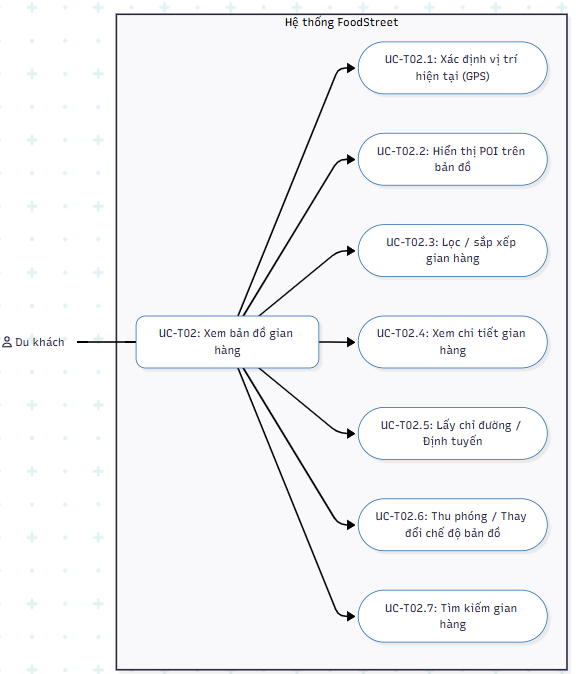 Hệ thống FoodStreet
UC-T02.1: Xác định vị trí
hiện tại (GPS)
UC-T02.2: Hiển thị POI trên
bản đồ
UC-T02.3: Lọc / sắp xếp
gian hàng
Du khách
UC-T02: Xem bản đồ gian
hàng
UC-T02.4: Xem chi tiết gian
hàng
UC-T02.5: Lấy chỉ đường /
Định tuyến
UC-T02.6: Thu phóng / Thay
đổi chế độ bản đồ
UC-T02.7: Tìm kiếm gian
hàng